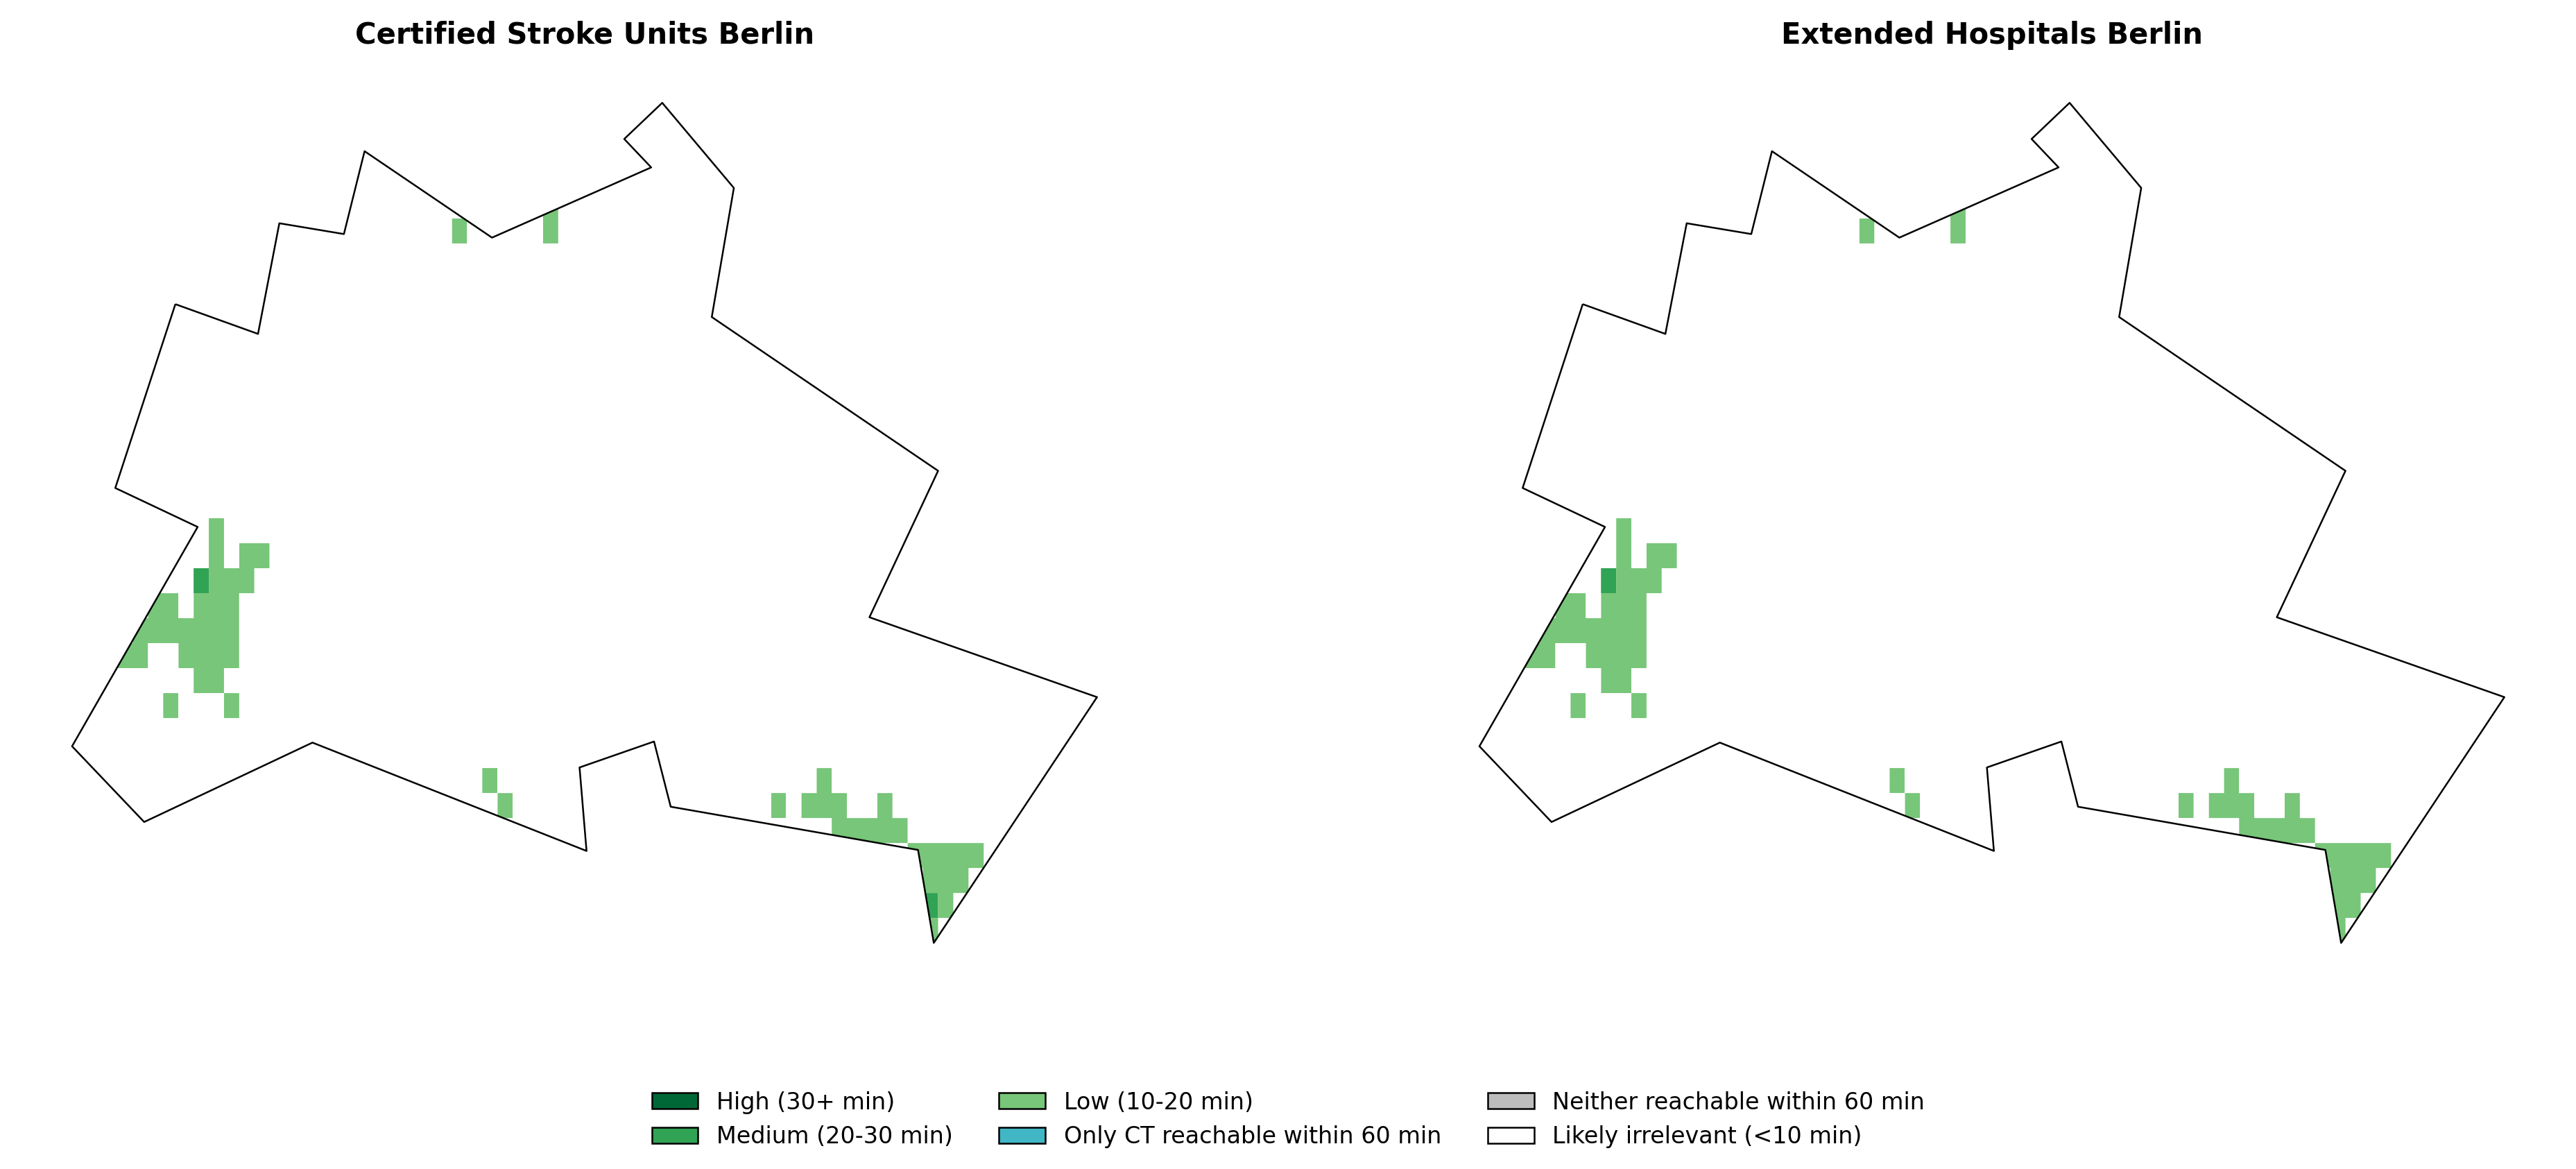 Certified Stroke Units Berlin
Extended Hospitals Berlin
High (30+ min)
Medium (20-30 min)
Low (10-20 min)
Only CT reachable within 60 min
Neither reachable within 60 min
Likely irrelevant (<10 min)